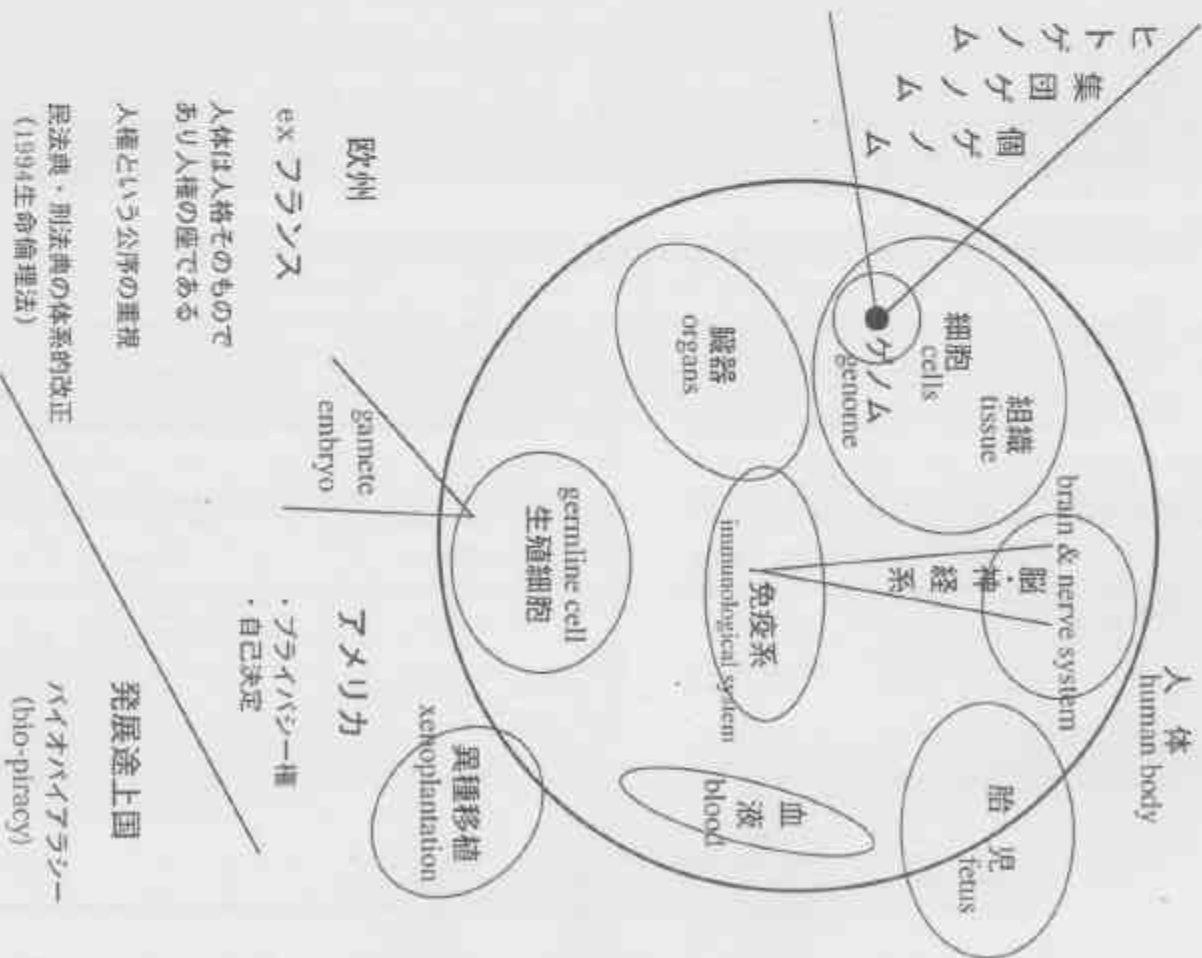 人体
human body
ヒトゲノム
集団ゲノム
個ゲノム
組織
tissue
細胞
cells
ゲノム
genome
brain & nerve system
脳・神経系
胎児
fetus
臓器
organs
免疫系
immunological system
血液
blood
germline cell
生殖細胞
gamete
embryo
異種移植
xenoplantation
欧州
ex フランス
人体は人格そのもので
あり人権の座である
人権という公序の重視
民法典・刑法典の体系的改正
(1994生命倫理法)
アメリカ
・プライバシー権
・自己決定
発展途上国
バイオパイアラシー
(bio-piracy)